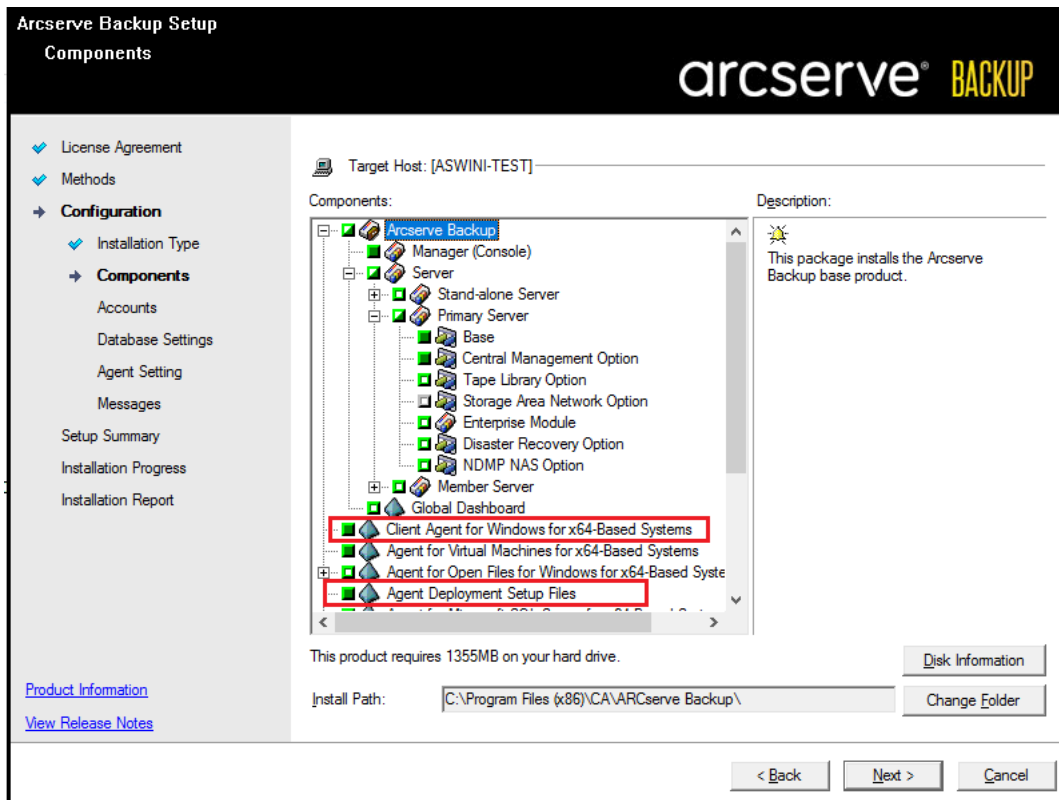 Arcserve Backup Setup
Components
arcserve® BACKUP
License Agreement
Methods
Configuration
Installation Type
Components
Accounts
Database Settings
Agent Setting
Messages
Setup Summary
Installation Progress
Installation Report
Product Information
View Release Notes
Target Host: [ASWINI-TEST]
Components:
Arcserve Backup
Manager (Console)
Server
Stand-alone Server
Primary Server
Base
Central Management Option
Tape Library Option
Storage Area Network Option
Enterprise Module
Disaster Recovery Option
NDMP NAS Option
Member Server
Global Dashboard
Client Agent for Windows for x64-Based Systems
Agent for Virtual Machines for x64-Based Systems
Agent for Open Files for Windows for x64-Based Syste
Agent Deployment Setup Files
Description:
This package installs the Arcserve
Backup base product.
This product requires 1355MB on your hard drive.
Disk Information
Install Path:
C:\Program Files (x86)\CA\ARCserve Backup\
Change Folder
< Back
Next >
Cancel